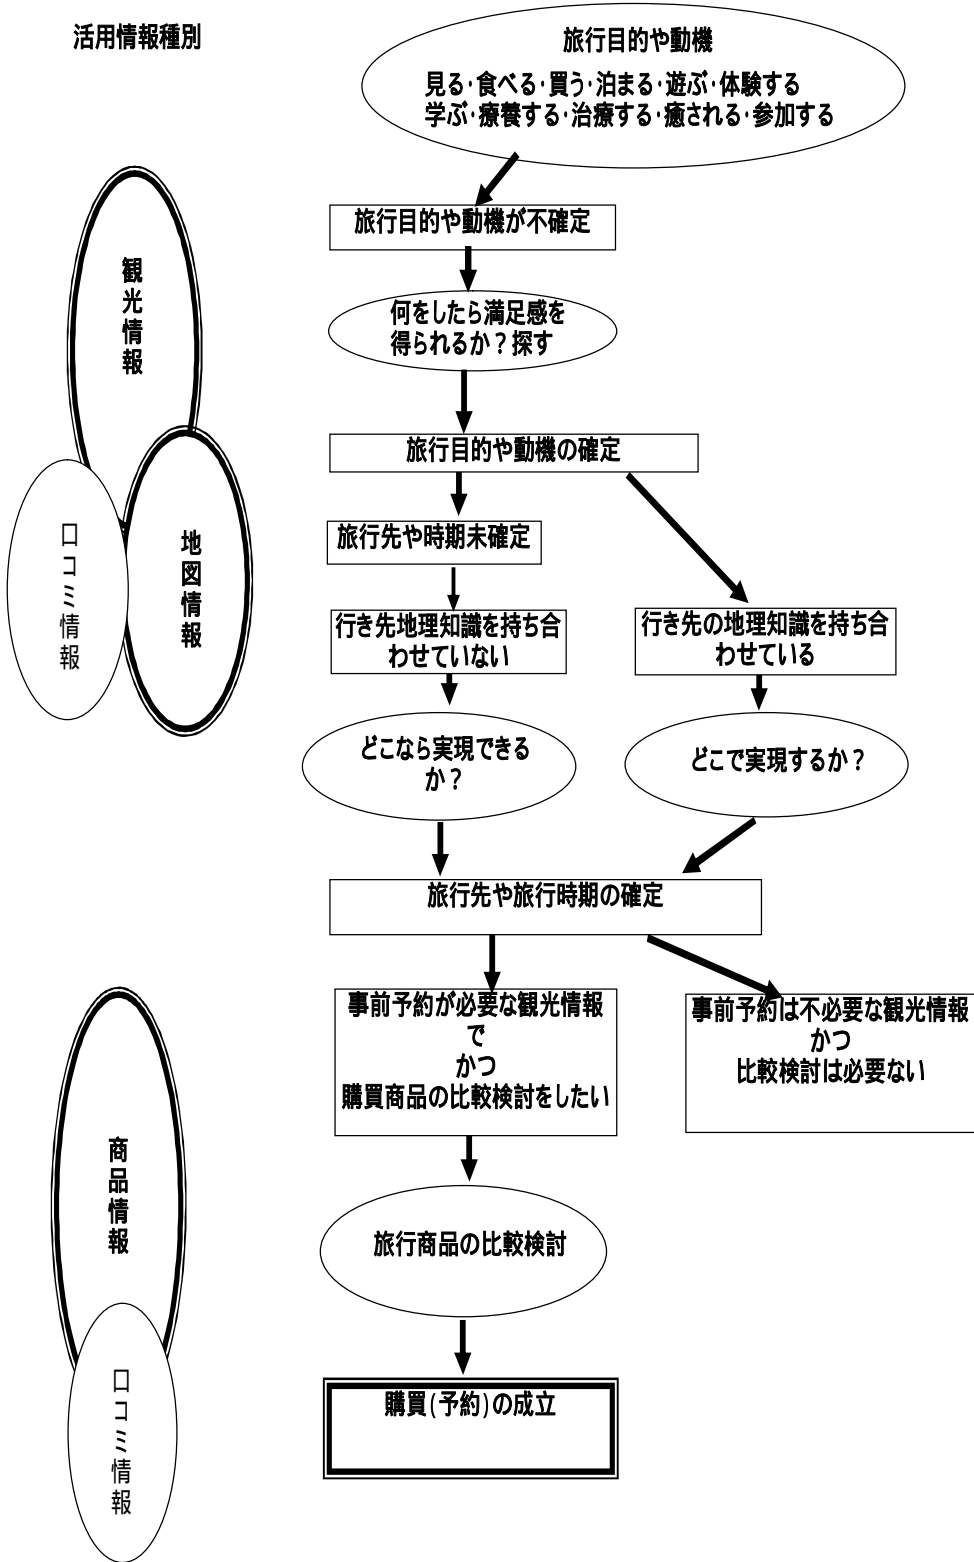 活用情報種別
旅行目的や動機
見る・食べる・買う・泊まる・遊ぶ・体験する
学ぶ・療養する・治療する・癒される・参加する
旅行目的や動機が不確定
何をしたら満足感を
得られるか？探す
旅行目的や動機の確定
旅行先や時期未確定
行き先地理知識を持ち合
わせていない
行き先の地理知識を持ち合
わせている
どこなら実現できる
か？
どこで実現するか？
旅行先や旅行時期の確定
事前予約が必要な観光情報
で
かつ
購買商品の比較検討をしたい
事前予約は不必要な観光情報
かつ
比較検討は必要ない
旅行商品の比較検討
購買(予約)の成立
観光情報
地図情報
口コミ情報
商品情報
口コミ情報